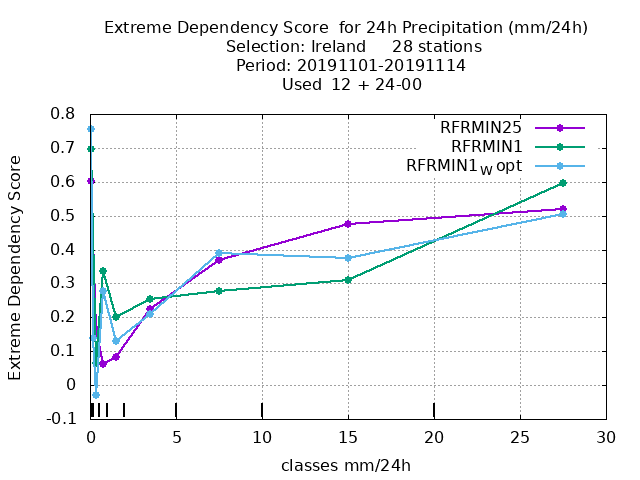 Extreme Dependency Score  for 24h Precipitation (mm/24h)
Selection: Ireland     28 stations
Period: 20191101-20191114
Used  12 + 24-00
RFRMIN25
RFRMIN1
RFRMIN1W opt
Extreme Dependency Score
0.8
0.7
0.6
0.5
0.4
0.3
0.2
0.1
0
-0.1
0 5 10 15 20 25 30
classes mm/24h